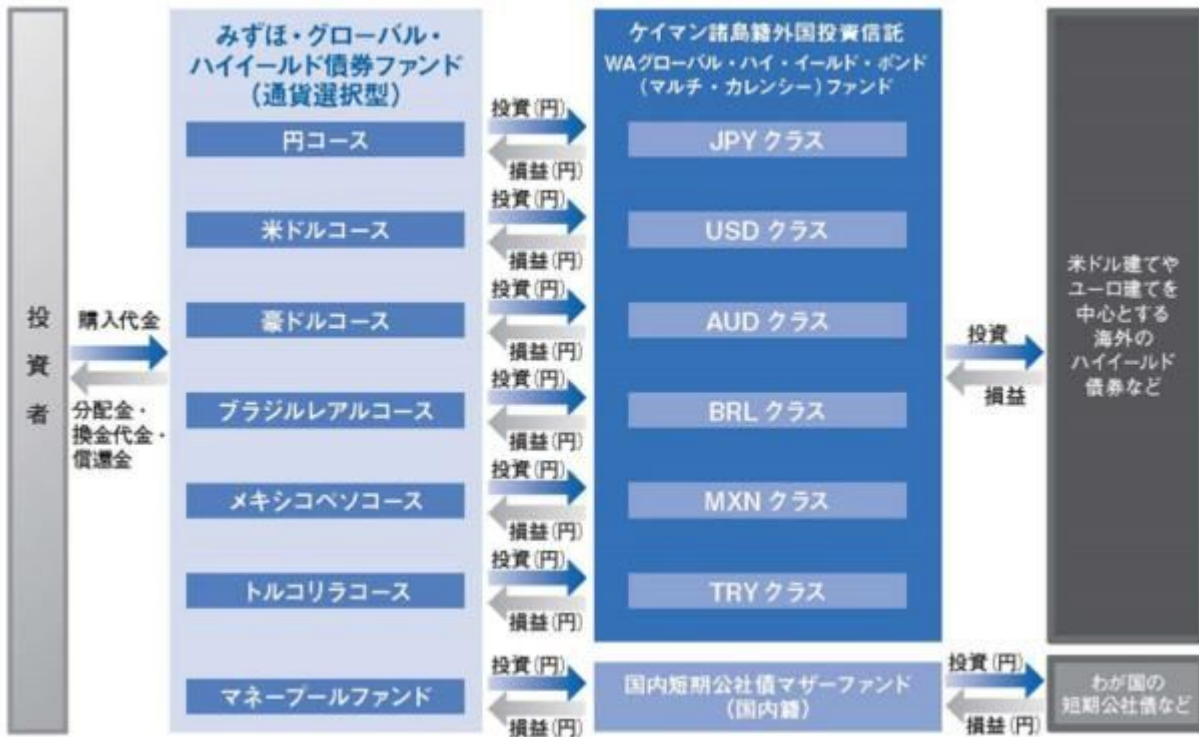 投資者
購入代金
分配金・
換金代金・
償還金
みずほ・グローバル・
ハイイールド債券ファンド
(通貨選択型)
円コース
米ドルコース
豪ドルコース
ブラジルレアルコース
メキシコペソコース
トルコリラコース
マネープールファンド
投資(円)
損益(円)
投資(円)
損益(円)
投資(円)
損益(円)
投資(円)
損益(円)
投資(円)
損益(円)
投資(円)
損益(円)
投資(円)
損益(円)
ケイマン諸島籍外国投資信託
WAグローバル・ハイ・イールド・ボンド
(マルチ・カレンシー)ファンド
JPY クラス
USD クラス
AUD クラス
BRL クラス
MXN クラス
TRY クラス
国内短期公社債マザーファンド
(国内籍)
投資
損益
投資(円)
損益(円)
米ドル建てや
ユーロ建てを
中心とする
海外の
ハイイールド
債券など
わが国の
短期公社債など